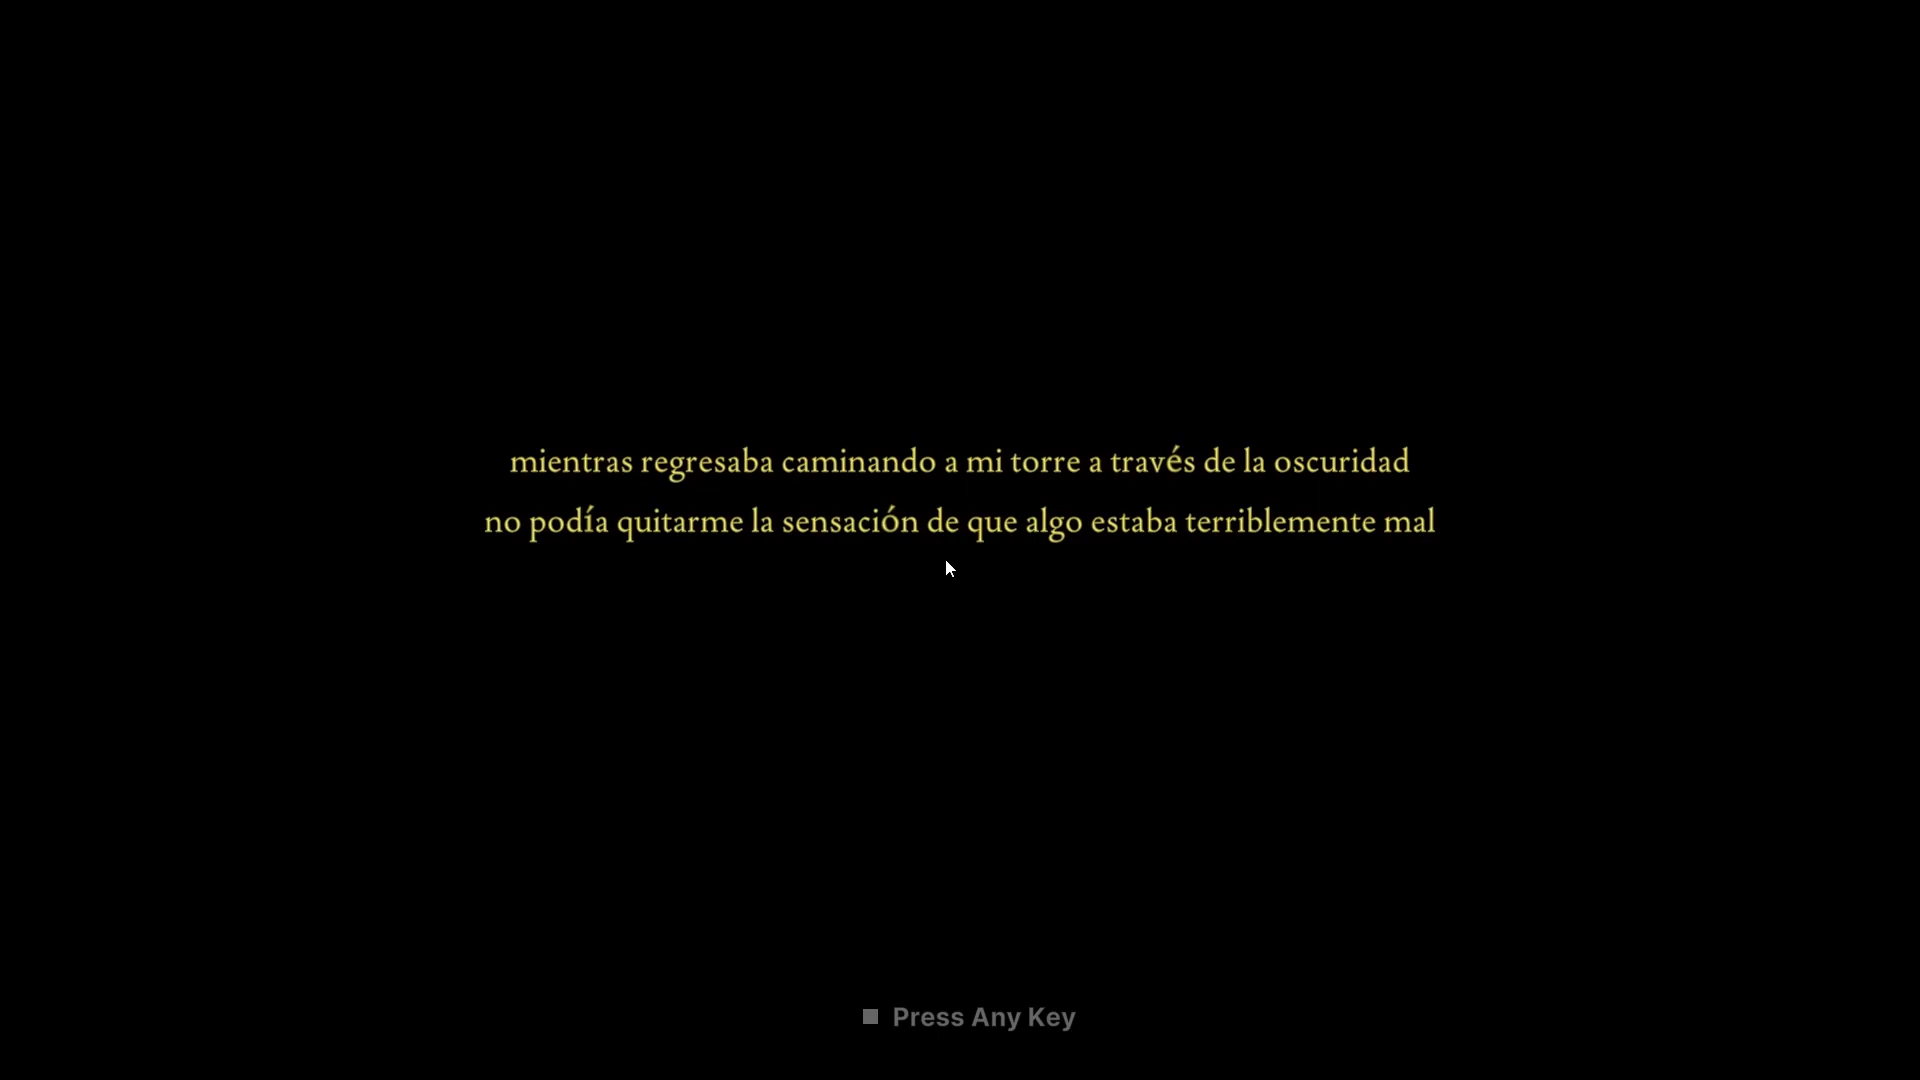 mientras regresaba caminando a mi torre a través de la oscuridad
no podía quitarme la sensación de que algo estaba terriblemente mal
Press Any Key